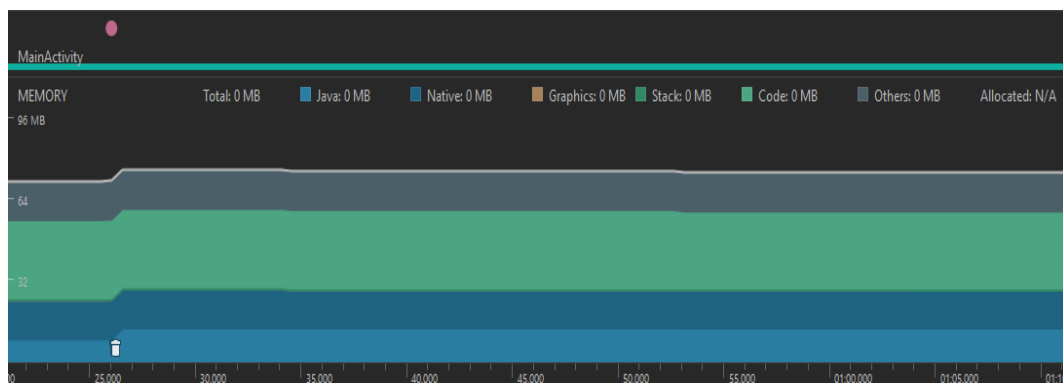 MainActivity
MEMORY Total: 0 MB Java: 0 MB Native: 0 MB Graphics: 0 MB Stack: 0 MB Code: 0 MB Others: 0 MB Allocated: N/A
96 MB
64
32
25.000 30.000 35.000 40.000 45.000 50.000 55.000 01:00.000 01:05.000